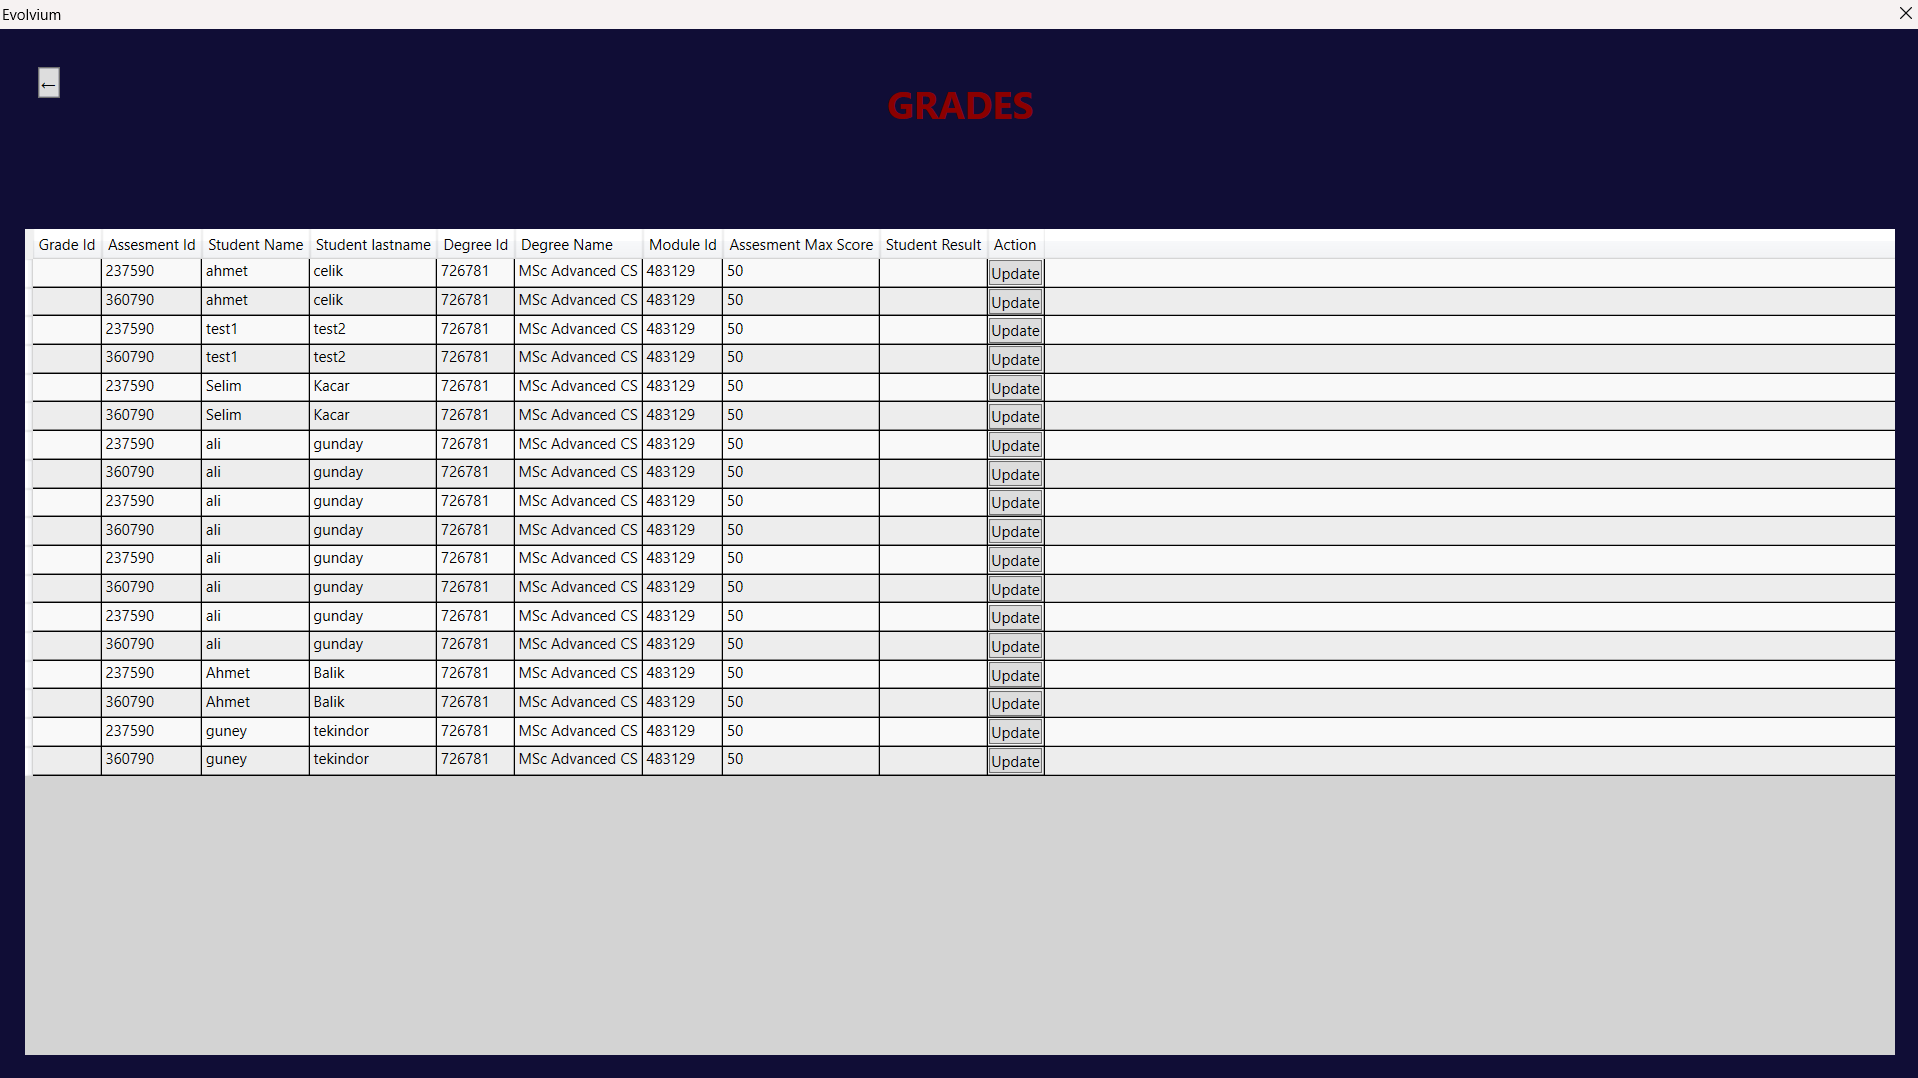 Evolvium
←
GRADES
Grade Id Assesment Id Student Name Student lastname Degree Id Degree Name Module Id Assesment Max Score Student Result Action
237590 ahmet celik 726781 MSc Advanced CS 483129 50 Update
360790 ahmet celik 726781 MSc Advanced CS 483129 50 Update
237590 test1 test2 726781 MSc Advanced CS 483129 50 Update
360790 test1 test2 726781 MSc Advanced CS 483129 50 Update
237590 Selim Kacar 726781 MSc Advanced CS 483129 50 Update
360790 Selim Kacar 726781 MSc Advanced CS 483129 50 Update
237590 ali gunday 726781 MSc Advanced CS 483129 50 Update
360790 ali gunday 726781 MSc Advanced CS 483129 50 Update
237590 ali gunday 726781 MSc Advanced CS 483129 50 Update
360790 ali gunday 726781 MSc Advanced CS 483129 50 Update
237590 ali gunday 726781 MSc Advanced CS 483129 50 Update
360790 ali gunday 726781 MSc Advanced CS 483129 50 Update
237590 ali gunday 726781 MSc Advanced CS 483129 50 Update
360790 ali gunday 726781 MSc Advanced CS 483129 50 Update
237590 Ahmet Balik 726781 MSc Advanced CS 483129 50 Update
360790 Ahmet Balik 726781 MSc Advanced CS 483129 50 Update
237590 guney tekindor 726781 MSc Advanced CS 483129 50 Update
360790 guney tekindor 726781 MSc Advanced CS 483129 50 Update